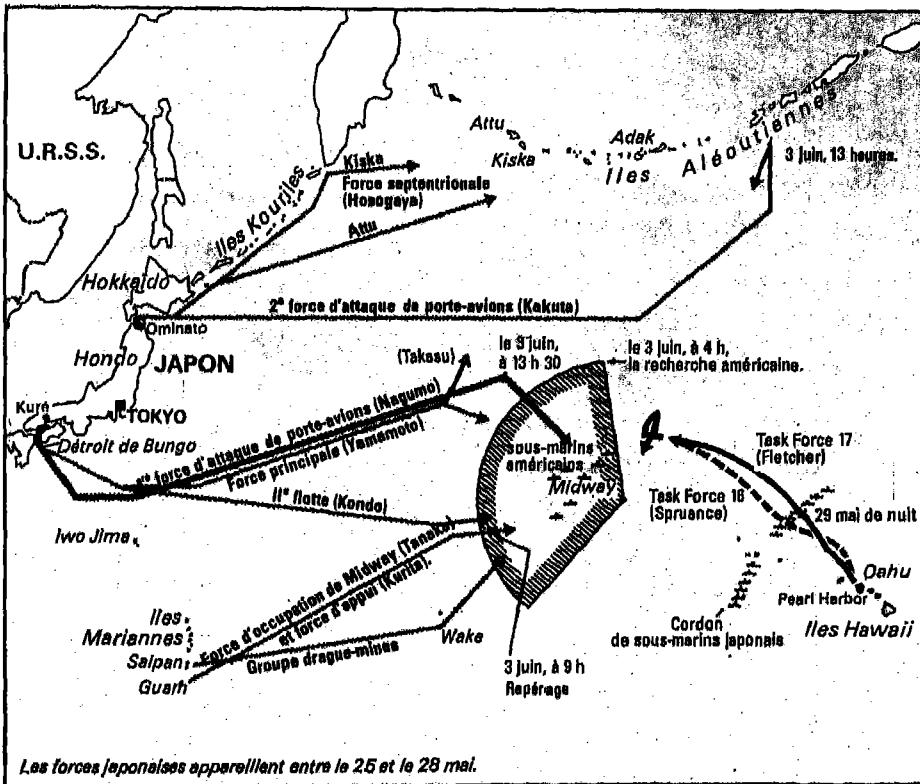 U.R.S.S.
Attu
Kiska
Adak
Iles
Aléoutiennes
3 juin, 13 heures.
Kiska
Force septentrionale
(Hosogaya)
Iles Kouriles
Attu
Hokkaido
2e force d'attaque de porte-avions (Kakuta)
Ominato
Hondo
JAPON
TOKYO
Kure
Détroit de Bungo
(Takasu)
le 3 juin,
à 13 h 30
le 3 juin, à 4 h,
la recherche américaine.
force d'attaque de porte-avions (Nagumo)
Force principale (Yamamoto)
IIe flotte (Kondo)
sous-marins
américains
Midway
Task Force 17
(Fletcher)
Task Force 16
(Spruance)
29 mai de nuit
Oahu
Pearl Harbor
Iles Hawaii
Cordon
de sous-marins japonais
Iwo Jima
Force d'occupation de Midway (Tanaka)
et force d'appui (Kurita).
Groupe drague-mines
Iles
Mariannes
Saipan
Guam
Wake
3 juin, à 9 h
Repérage
Les forces japonaises appareillent entre le 25 et le 28 mai.